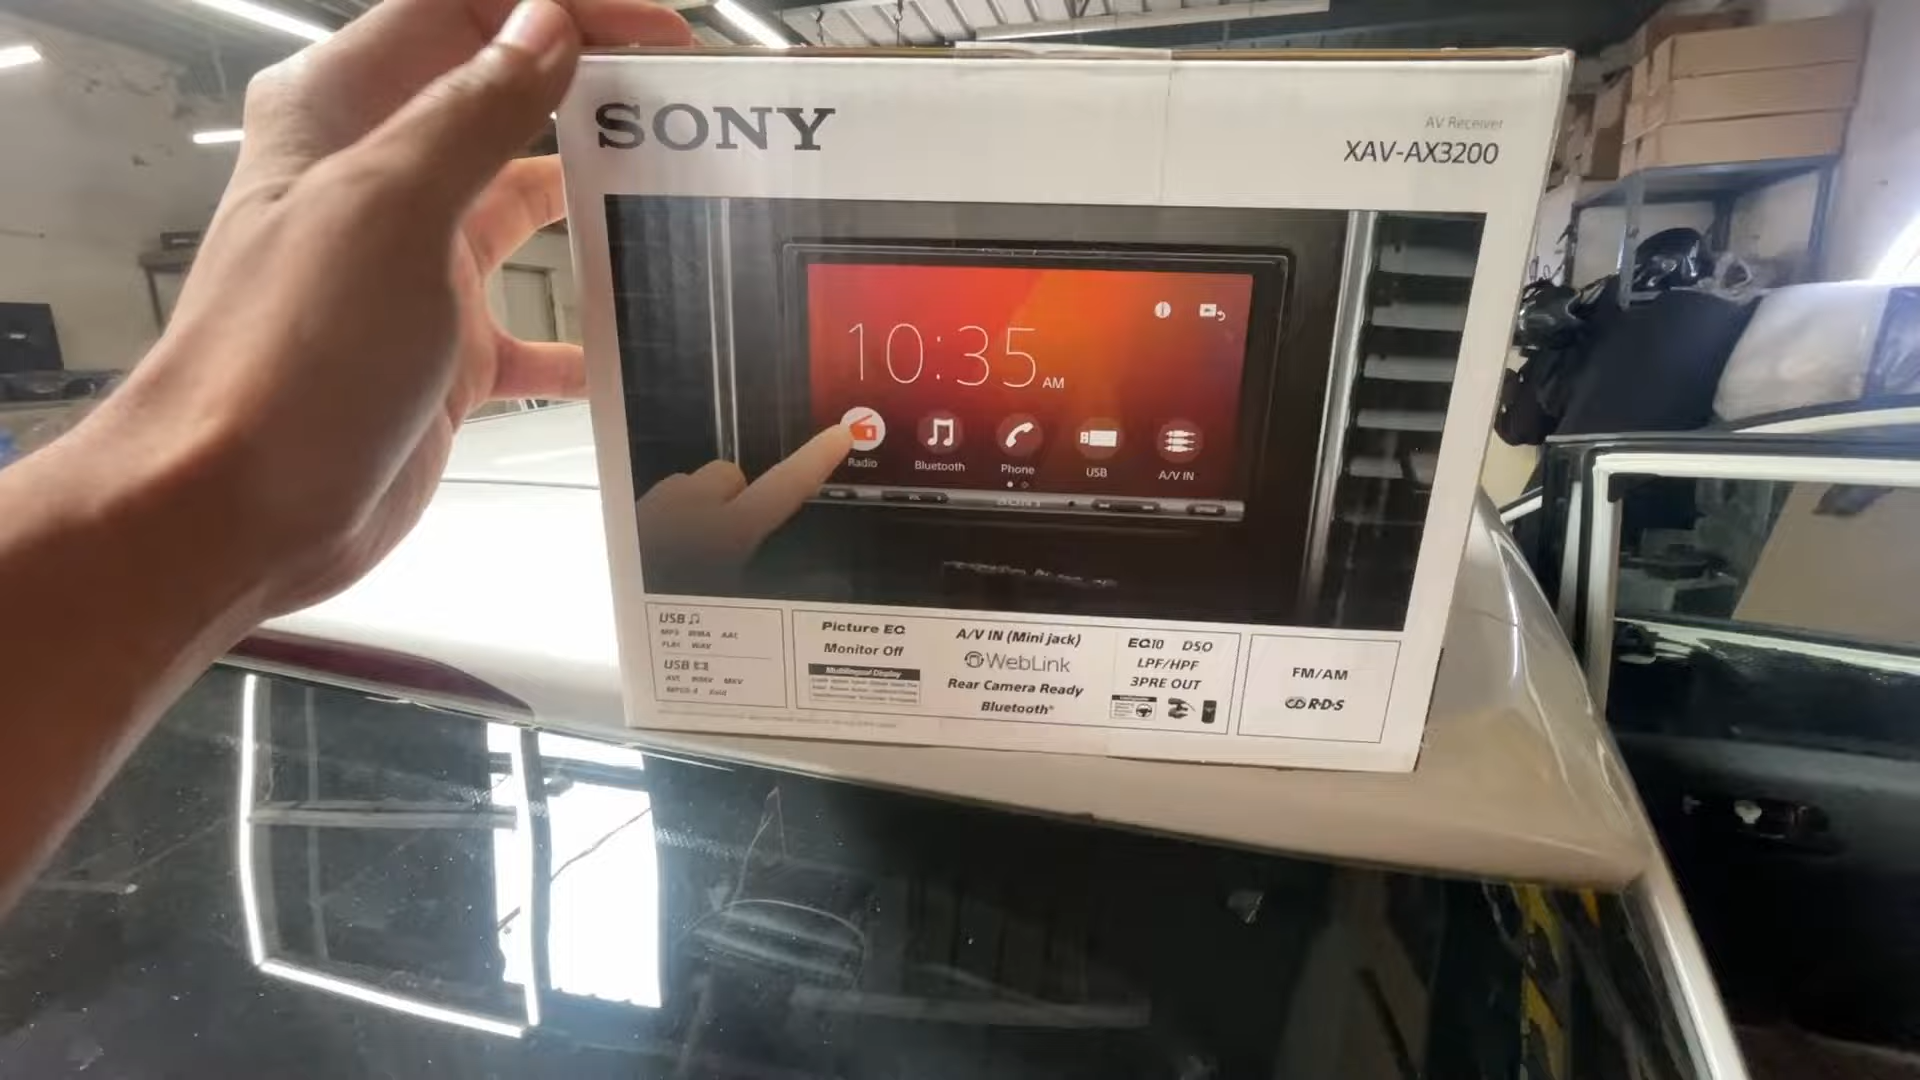 SONY
AV Receiver
XAV-AX3200
10:35 AM
Radio
Bluetooth
Phone
USB
A/V IN
SONY
USB
MP3 WMA AAC
FLAC WAV
USB
AVI WMV MKV
MPEG-4 Xvid
Picture EQ
Monitor Off
Multilingual Display
A/V IN (Mini jack)
WebLink
Rear Camera Ready
Bluetooth®
EQ10 DSO
LPF/HPF
3PRE OUT
FM/AM
R·D·S